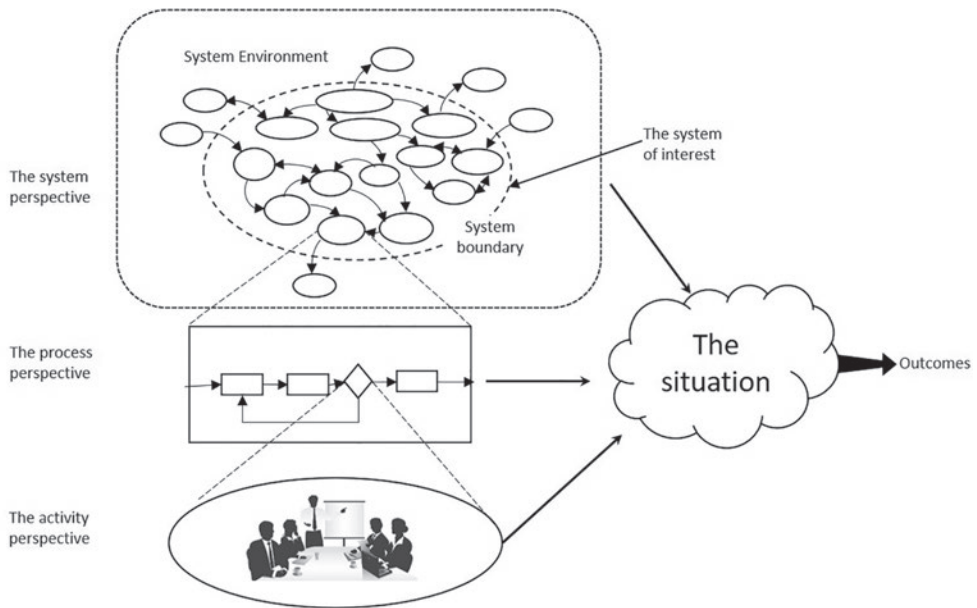 System Environment
The system
of interest
The system
perspective
System
boundary
The process
perspective
The
situation
Outcomes
The activity
perspective